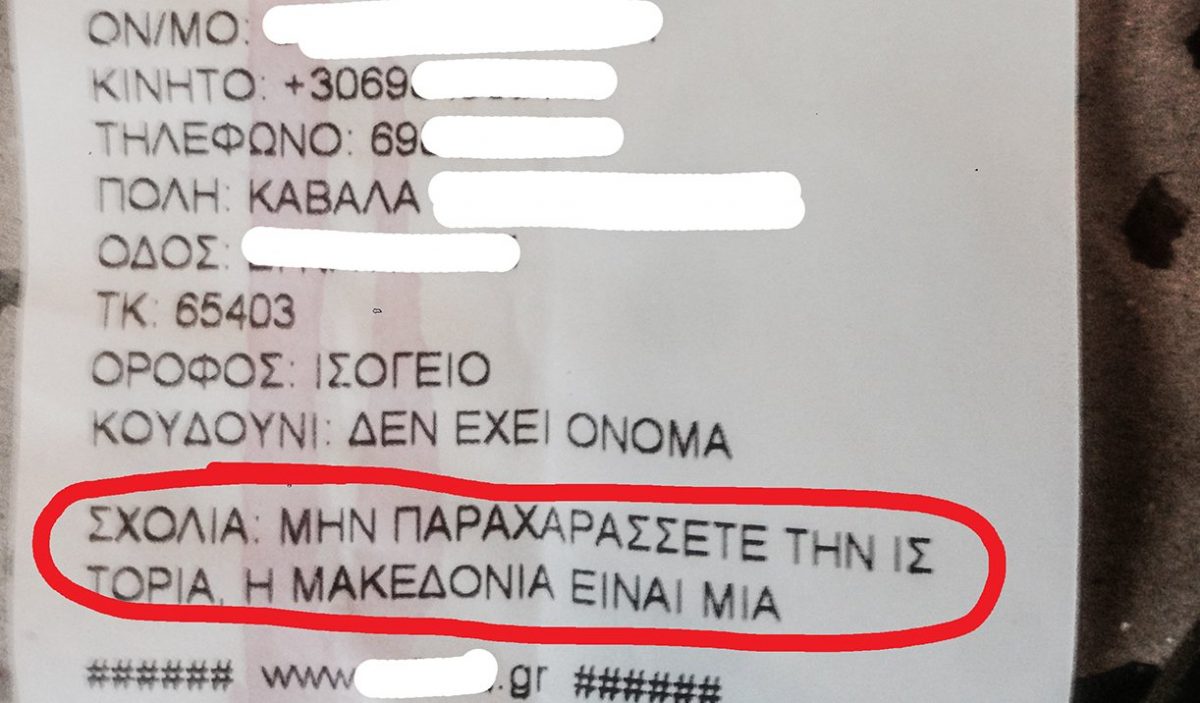 ΟΝ/ΜΟ:
ΚΙΝΗΤΟ: +3069
ΤΗΛΕΦΩΝΟ: 69
ΠΟΛΗ: ΚΑΒΑΛΑ
ΟΔΟΣ:
ΤΚ: 65403
ΟΡΟΦΟΣ: ΙΣΟΓΕΙΟ
ΚΟΥΔΟΥΝΙ: ΔΕΝ ΕΧΕΙ ΟΝΟΜΑ
ΣΧΟΛΙΑ: ΜΗΝ ΠΑΡΑΧΑΡΑΣΣΕΤΕ ΤΗΝ ΙΣ
ΤΟΡΙΑ, Η ΜΑΚΕΔΟΝΙΑ ΕΙΝΑΙ ΜΙΑ
###### www. .gr ######